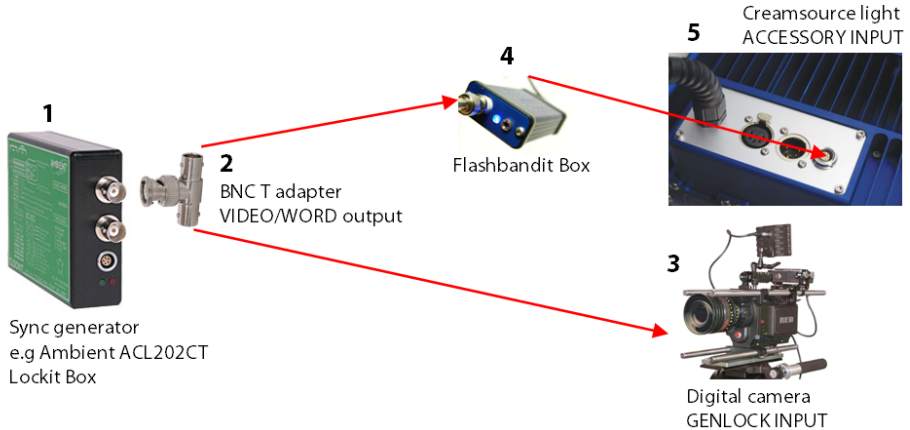 1
Sync generator
e.g Ambient ACL202CT
Lockit Box
2
BNC T adapter
VIDEO/WORD output
4
Flashbandit Box
5
Creamsource light
ACCESSORY INPUT
3
Digital camera
GENLOCK INPUT